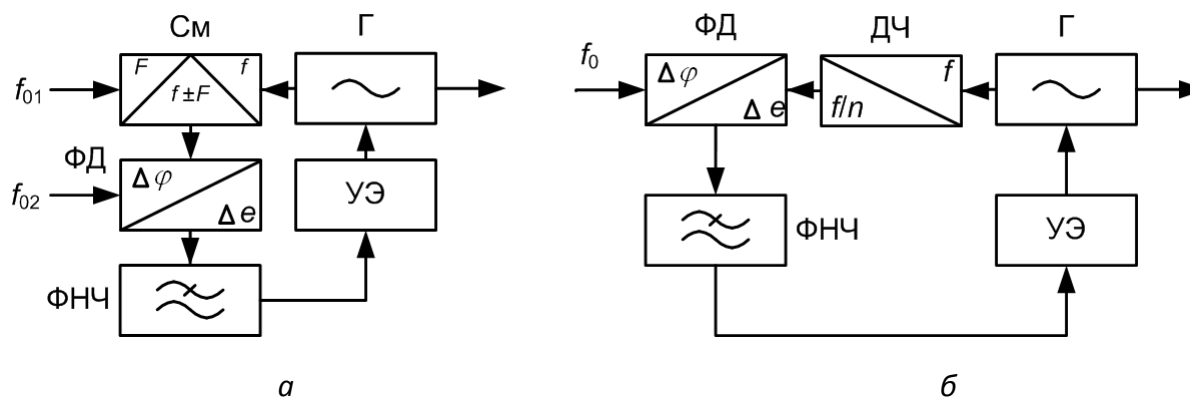 См Г
F f
f±F
f01
ФД
Δφ
Δe
f02
УЭ
ФНЧ
а
ФД ДЧ Г
f0
Δφ
Δe
f
f/n
ФНЧ
УЭ
б